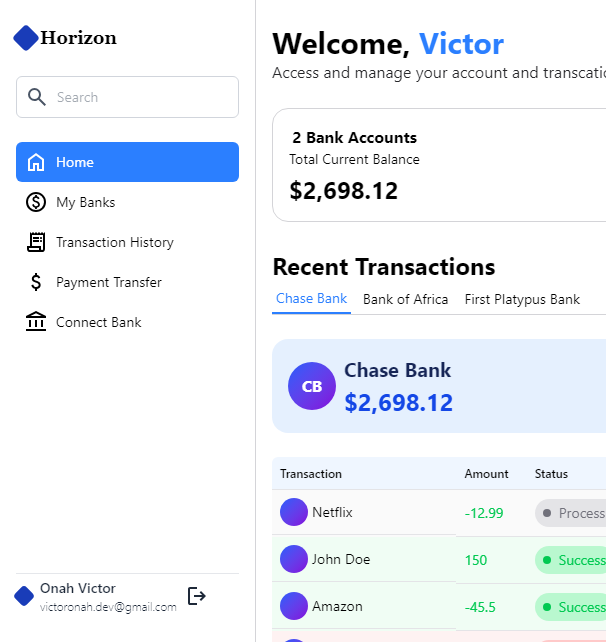 Horizon
Search
Home
My Banks
Transaction History
Payment Transfer
Connect Bank
Onah Victor
victoronah.dev@gmail.com
Welcome, Victor
Access and manage your account and transcatio
2 Bank Accounts
Total Current Balance
$2,698.12
Recent Transactions
Chase Bank Bank of Africa First Platypus Bank
CB
Chase Bank
$2,698.12
Transaction Amount Status
Netflix -12.99 Process
John Doe 150 Success
Amazon -45.5 Success